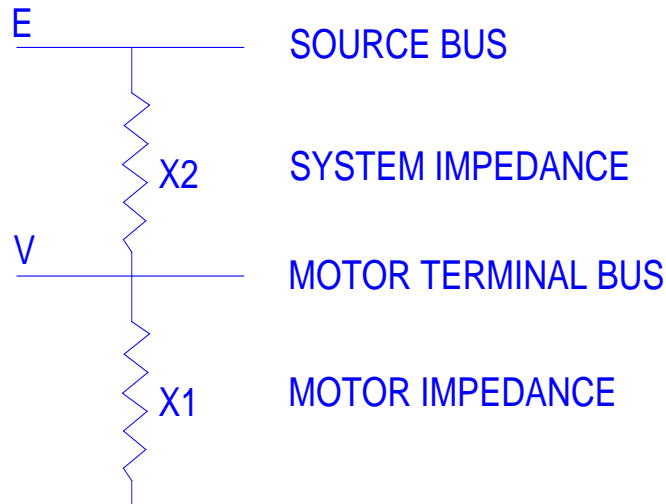 E
SOURCE BUS
X2
SYSTEM IMPEDANCE
V
MOTOR TERMINAL BUS
X1
MOTOR IMPEDANCE